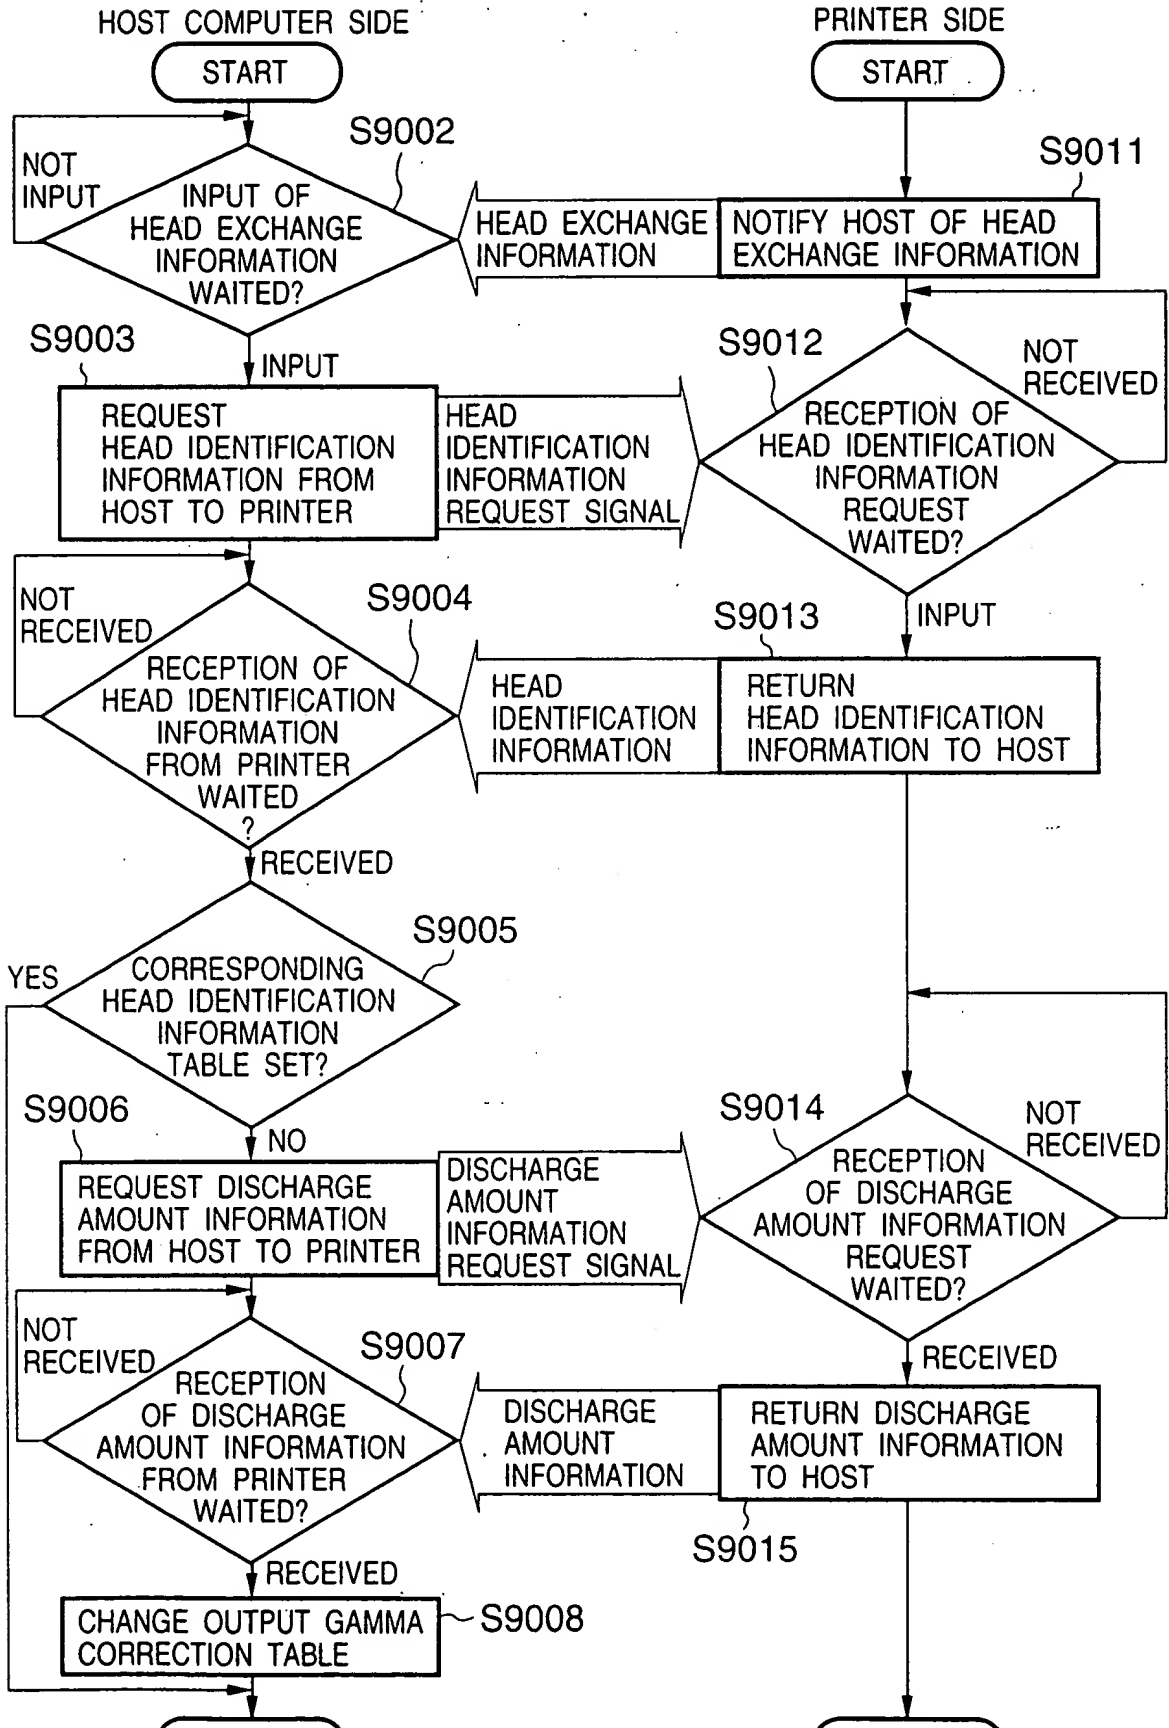 HOST COMPUTER SIDE
START
NOT
INPUT
S9002
INPUT OF
HEAD EXCHANGE
INFORMATION
WAITED?
INPUT
S9003
REQUEST
HEAD IDENTIFICATION
INFORMATION FROM
HOST TO PRINTER
NOT
RECEIVED
S9004
RECEPTION OF
HEAD IDENTIFICATION
INFORMATION
FROM PRINTER
WAITED
?
RECEIVED
S9005
YES
CORRESPONDING
HEAD IDENTIFICATION
INFORMATION
TABLE SET?
NO
S9006
REQUEST DISCHARGE
AMOUNT INFORMATION
FROM HOST TO PRINTER
NOT
RECEIVED
S9007
RECEPTION
OF DISCHARGE
AMOUNT INFORMATION
FROM PRINTER
WAITED?
RECEIVED
CHANGE OUTPUT GAMMA
CORRECTION TABLE
S9008
HEAD EXCHANGE
INFORMATION
HEAD
IDENTIFICATION
INFORMATION
REQUEST SIGNAL
HEAD
IDENTIFICATION
INFORMATION
DISCHARGE
AMOUNT
INFORMATION
REQUEST SIGNAL
DISCHARGE
AMOUNT
INFORMATION
PRINTER SIDE
START
S9011
NOTIFY HOST OF HEAD
EXCHANGE INFORMATION
S9012
NOT
RECEIVED
RECEPTION OF
HEAD IDENTIFICATION
INFORMATION
REQUEST
WAITED?
INPUT
S9013
RETURN
HEAD IDENTIFICATION
INFORMATION TO HOST
S9014
NOT
RECEIVED
RECEPTION
OF DISCHARGE
AMOUNT INFORMATION
REQUEST
WAITED?
RECEIVED
RETURN DISCHARGE
AMOUNT INFORMATION
TO HOST
S9015